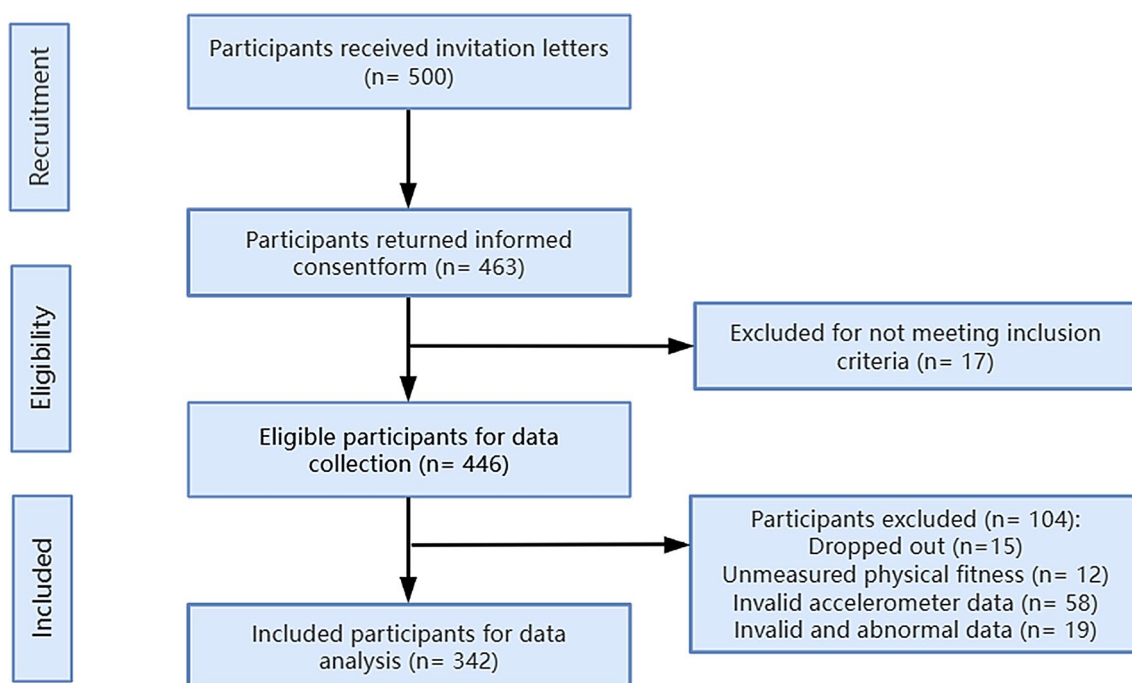 Recruitment
Participants received invitation letters
(n= 500)
Participants returned informed
consentform (n= 463)
Eligibility
Excluded for not meeting inclusion
criteria (n= 17)
Eligible participants for data
collection (n= 446)
Included
Participants excluded (n= 104):
Dropped out (n=15)
Unmeasured physical fitness (n= 12)
Invalid accelerometer data (n= 58)
Invalid and abnormal data (n= 19)
Included participants for data
analysis (n= 342)